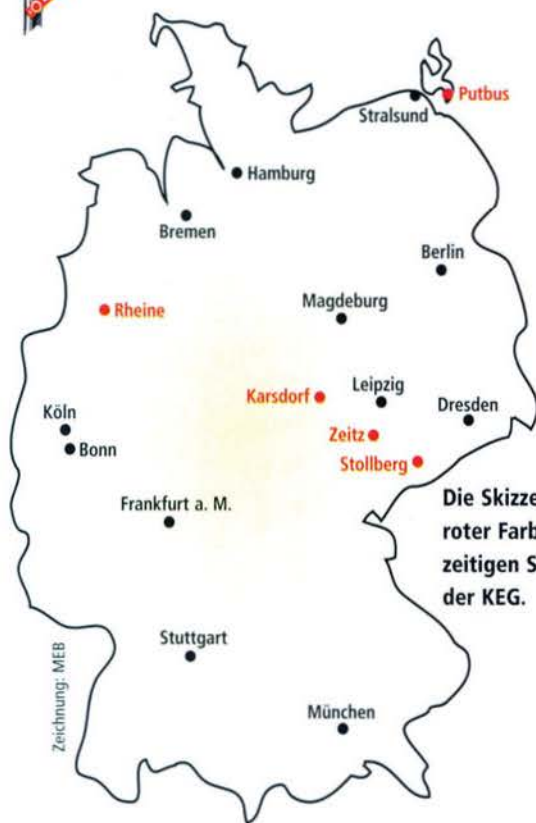 Putbus
Stralsund
Hamburg
Bremen
Berlin
Rheine
Magdeburg
Karsdorf
Leipzig
Dresden
Köln
Zeitz
Bonn
Stollberg
Frankfurt a. M.
Die Skizze
roter Farb
zeitigen S
der KEG.
Stuttgart
Zeichnung: MEB
München